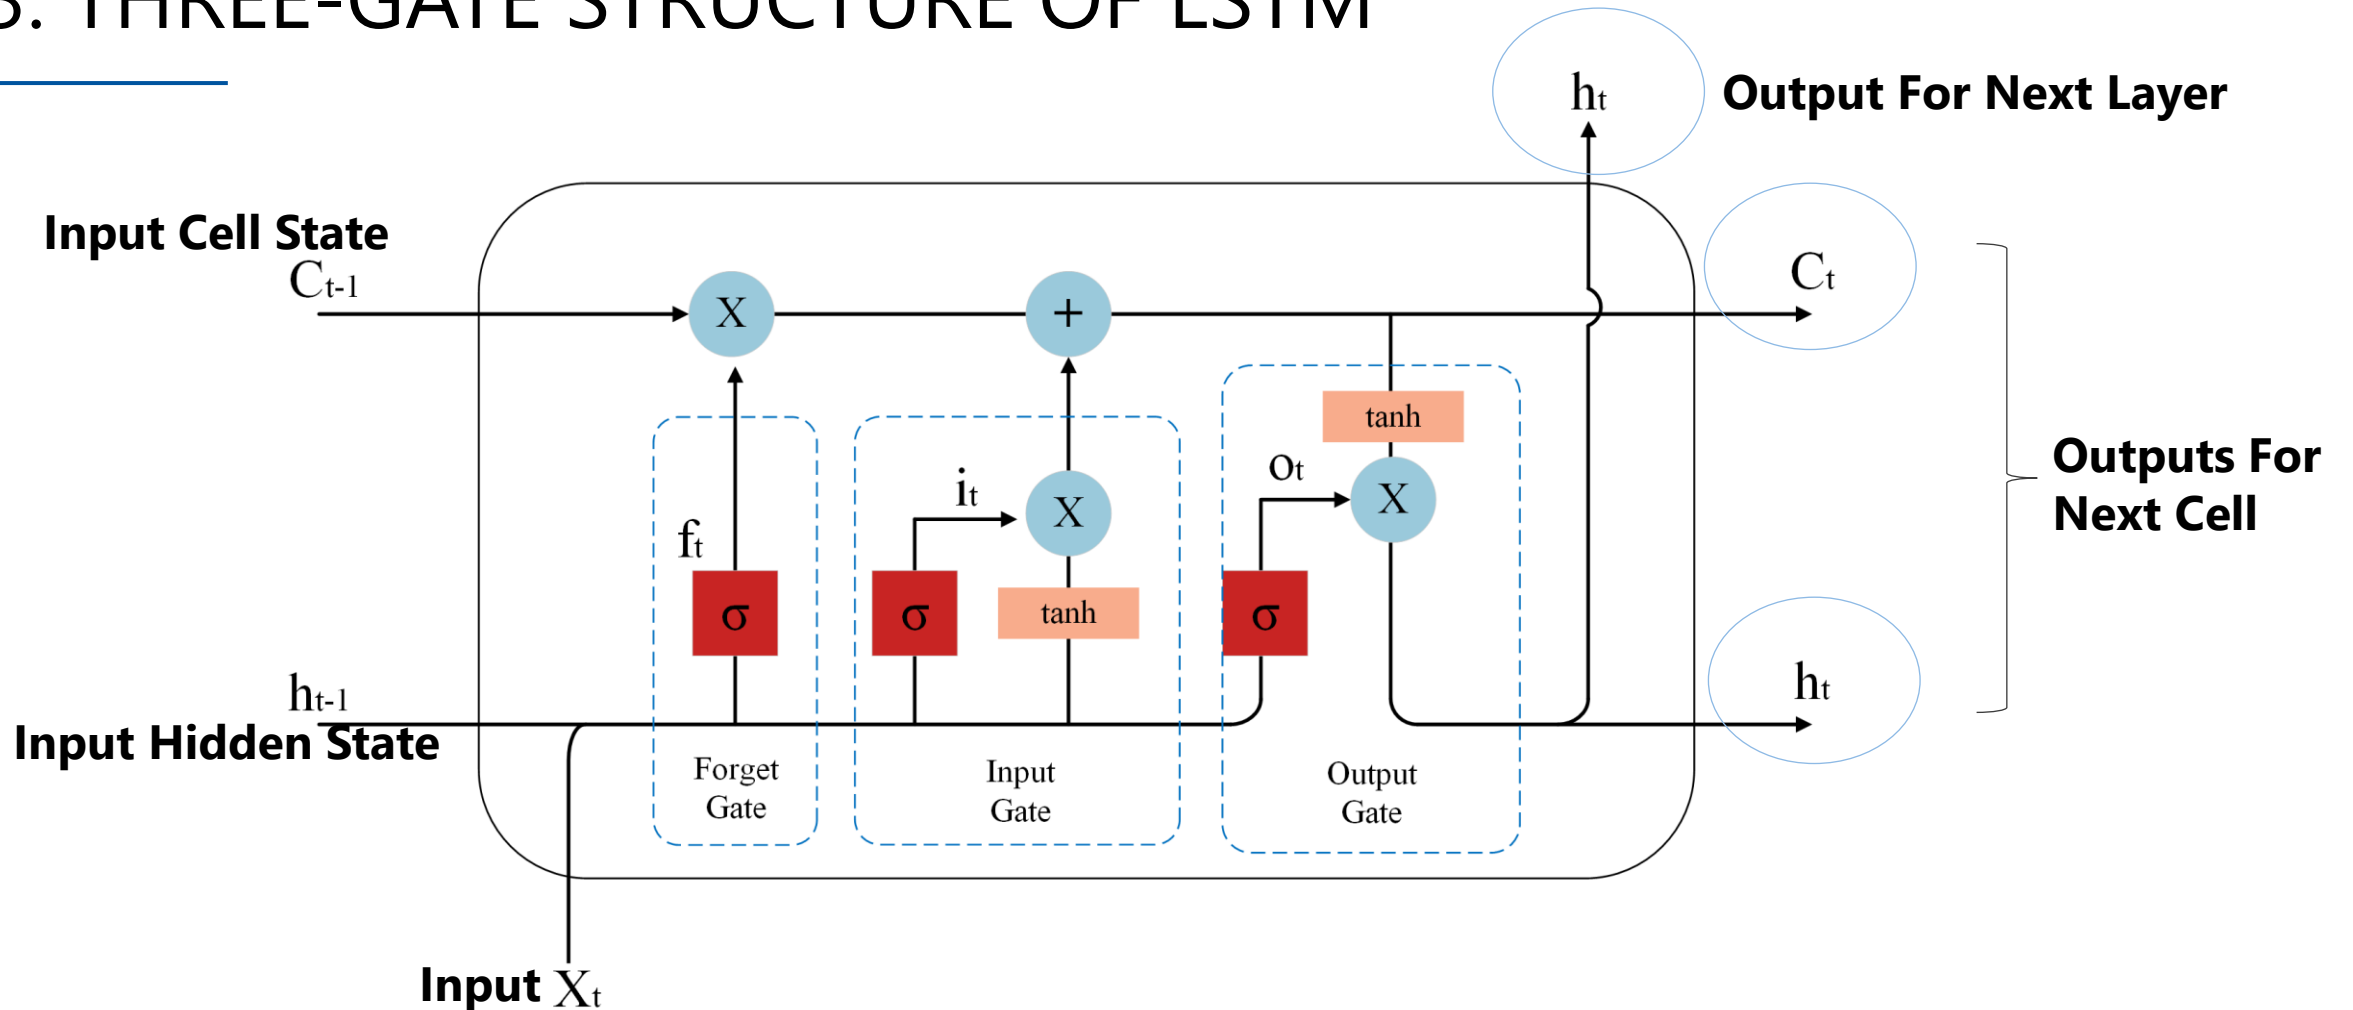 3. THREE-GATE STRUCTURE OF LSTM
ht
Output For Next Layer
Input Cell State
Ct-1
Ct
X
+
tanh
ot
X
it
X
ft
σ
σ
tanh
σ
Outputs For
Next Cell
ht-1
Input Hidden State
ht
Forget
Gate
Input
Gate
Output
Gate
Input Xt